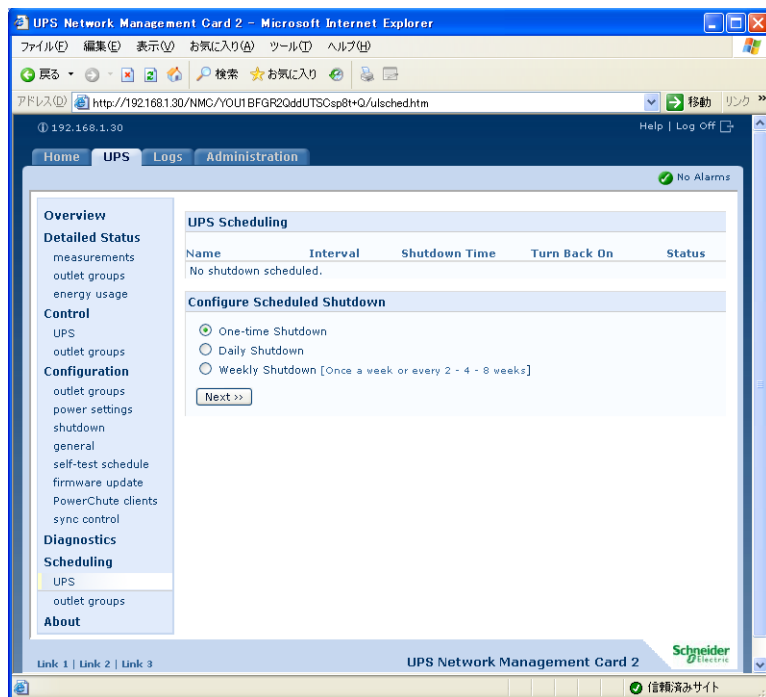 UPS Network Management Card 2 - Microsoft Internet Explorer
ファイル(F) 編集(E) 表示(V) お気に入り(A) ツール(T) ヘルプ(H)
戻る 検索 お気に入り
アドレス(D) http://192.168.1.30/NMC/YOU1BFGR2QddUTSCsp8t+Q/ulsched.htm 移動 リンク »
192.168.1.30 Help | Log Off
Home UPS Logs Administration
No Alarms
Overview
Detailed Status
measurements
outlet groups
energy usage
Control
UPS
outlet groups
Configuration
outlet groups
power settings
shutdown
general
self-test schedule
firmware update
PowerChute clients
sync control
Diagnostics
Scheduling
UPS
outlet groups
About
UPS Scheduling
Name Interval Shutdown Time Turn Back On Status
No shutdown scheduled.
Configure Scheduled Shutdown
One-time Shutdown
Daily Shutdown
Weekly Shutdown [Once a week or every 2 - 4 - 8 weeks]
Next >>
Link 1 | Link 2 | Link 3
UPS Network Management Card 2
Schneider Electric
信頼済みサイト